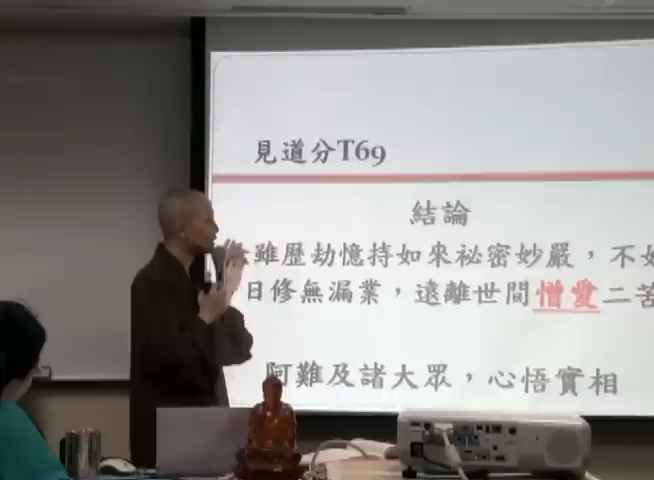 見道分T69
結論
雖歷劫憶持如來祕密妙嚴，不如
日修無漏業，遠離世間憎愛二苦
阿難及諸大眾，心悟實相